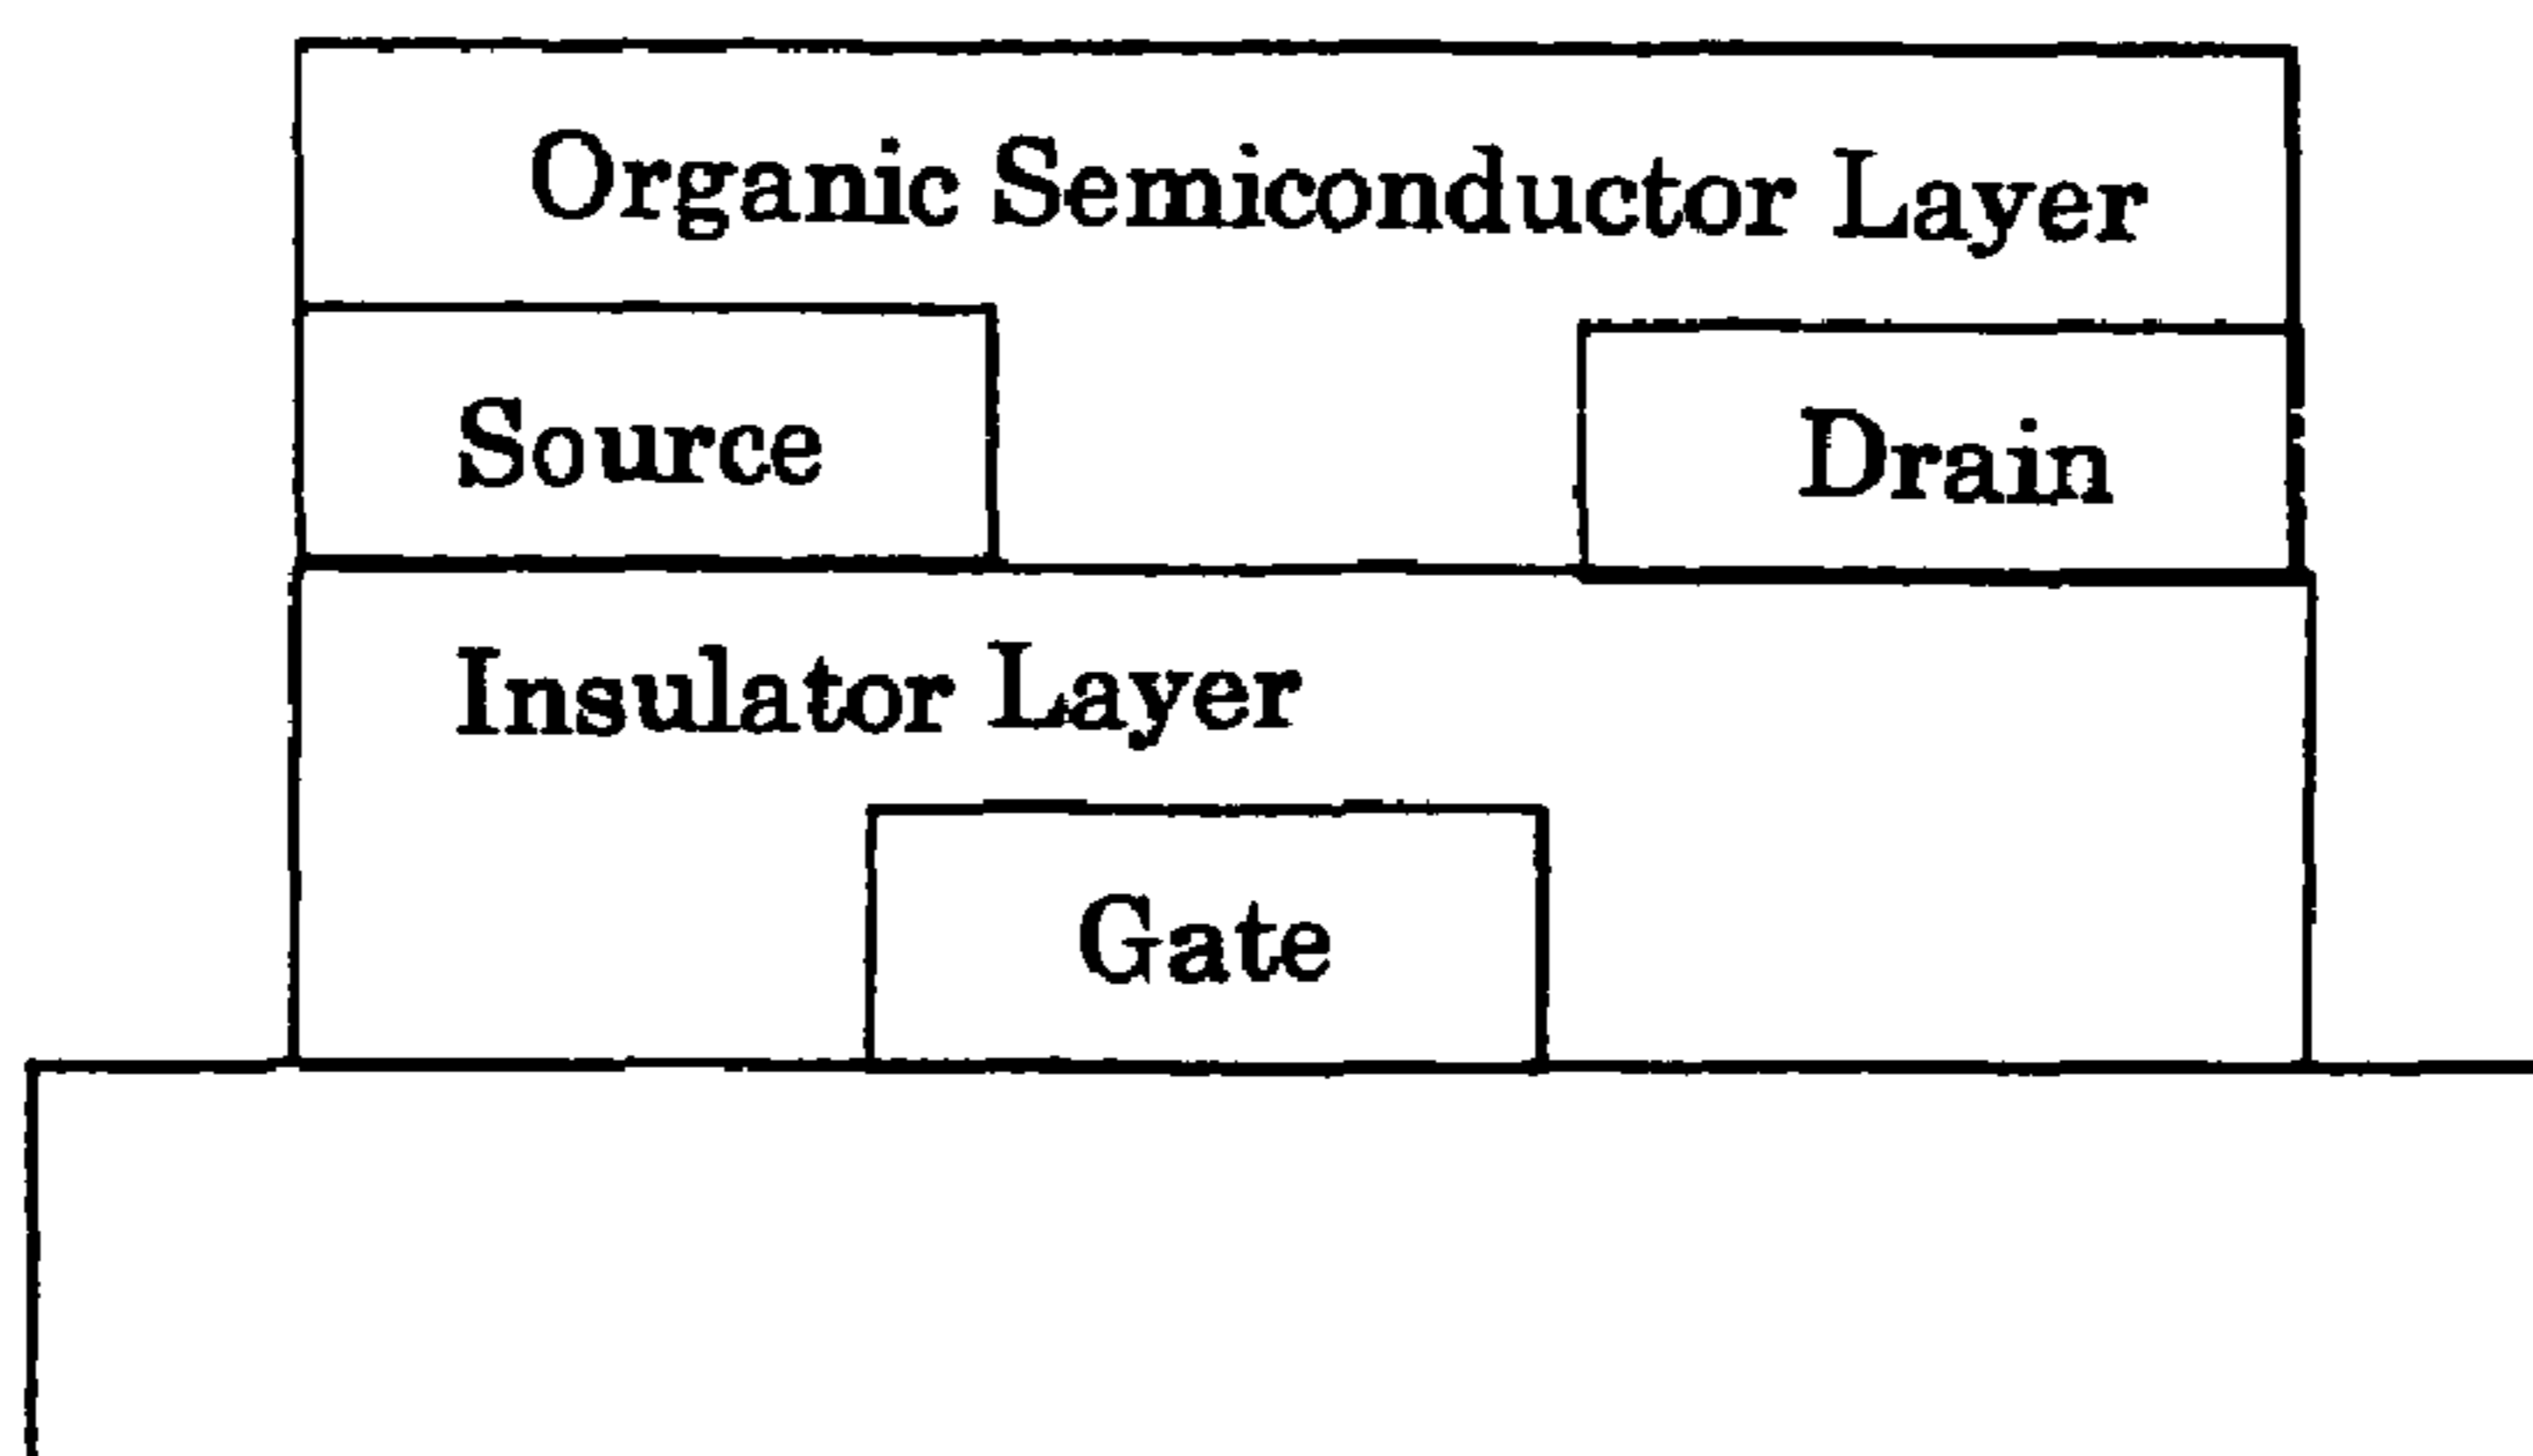 Organic Semiconductor Layer
Source
Drain
Insulator Layer
Gate